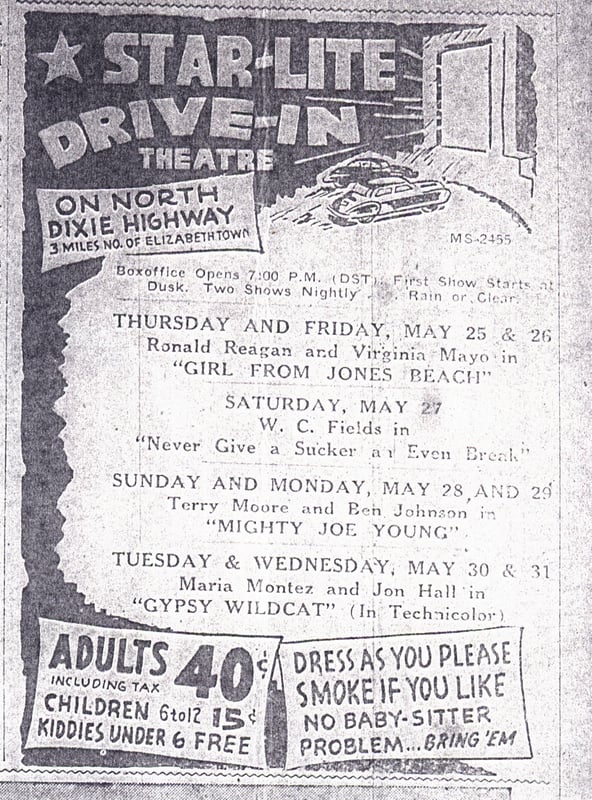 STAR-LITE
DRIVE-IN
THEATRE
ON NORTH
DIXIE HIGHWAY
3 MILES NO. OF ELIZABETHTOWN
MS-2455
Boxoffice Opens 7:00 P.M. (DST). First Show Starts at
Dusk. Two Shows Nightly . . . Rain or Clear.
THURSDAY AND FRIDAY, MAY 25 & 26
Ronald Reagan and Virginia Mayo in
"GIRL FROM JONES BEACH"
SATURDAY, MAY 27
W. C. Fields in
"Never Give a Sucker an Even Break"
SUNDAY AND MONDAY, MAY 28 AND 29
Terry Moore and Ben Johnson in
"MIGHTY JOE YOUNG"
TUESDAY & WEDNESDAY, MAY 30 & 31
Maria Montez and Jon Hall in
"GYPSY WILDCAT" (In Technicolor)
ADULTS 40¢
INCLUDING TAX
CHILDREN 6 to 12 15¢
KIDDIES UNDER 6 FREE
DRESS AS YOU PLEASE
SMOKE IF YOU LIKE
NO BABY-SITTER
PROBLEM...BRING 'EM